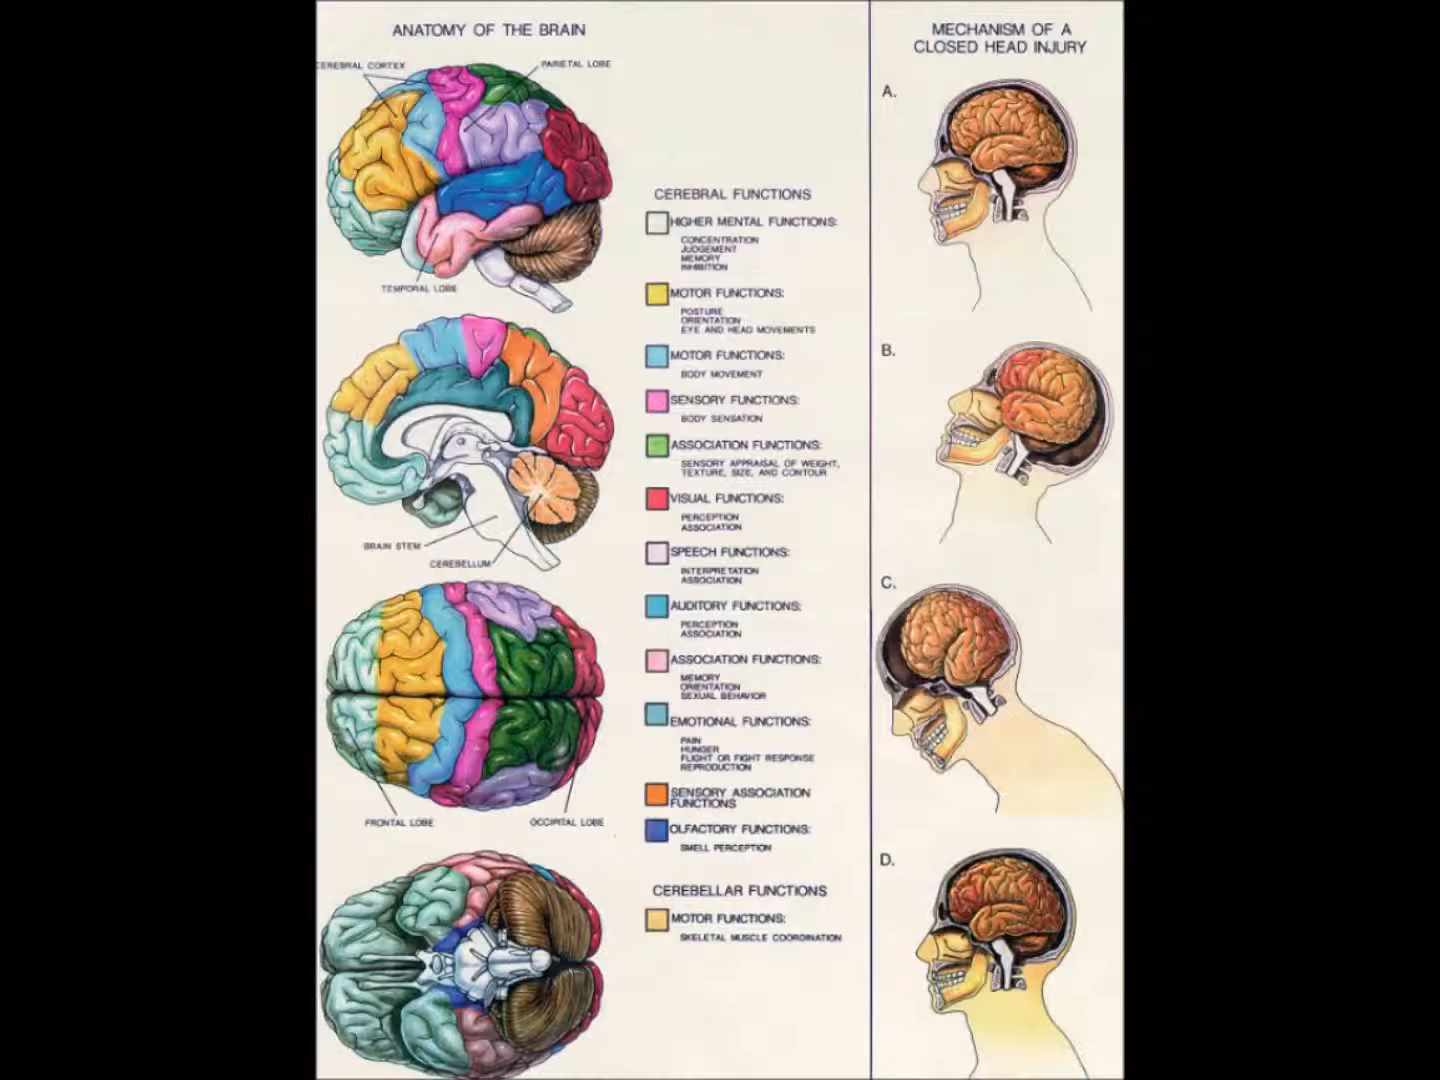 ANATOMY OF THE BRAIN
CEREBRAL CORTEX
PARIETAL LOBE
TEMPORAL LOBE
BRAIN STEM
CEREBELLUM
FRONTAL LOBE
OCCIPITAL LOBE
CEREBRAL FUNCTIONS
HIGHER MENTAL FUNCTIONS:
CONCENTRATION
JUDGEMENT
MEMORY
INHIBITION
MOTOR FUNCTIONS:
POSTURE
ORIENTATION
EYE AND HEAD MOVEMENTS
MOTOR FUNCTIONS:
BODY MOVEMENT
SENSORY FUNCTIONS:
BODY SENSATION
ASSOCIATION FUNCTIONS:
SENSORY APPRAISAL OF WEIGHT,
TEXTURE, SIZE, AND CONTOUR
VISUAL FUNCTIONS:
PERCEPTION
ASSOCIATION
SPEECH FUNCTIONS:
INTERPRETATION
ASSOCIATION
AUDITORY FUNCTIONS:
PERCEPTION
ASSOCIATION
ASSOCIATION FUNCTIONS:
MEMORY
ORIENTATION
SEXUAL BEHAVIOR
EMOTIONAL FUNCTIONS:
PAIN
HUNGER
FLIGHT OR FIGHT RESPONSE
REPRODUCTION
SENSORY ASSOCIATION
FUNCTIONS
OLFACTORY FUNCTIONS:
SMELL PERCEPTION
CEREBELLAR FUNCTIONS
MOTOR FUNCTIONS:
SKELETAL MUSCLE COORDINATION
MECHANISM OF A
CLOSED HEAD INJURY
A.
B.
C.
D.